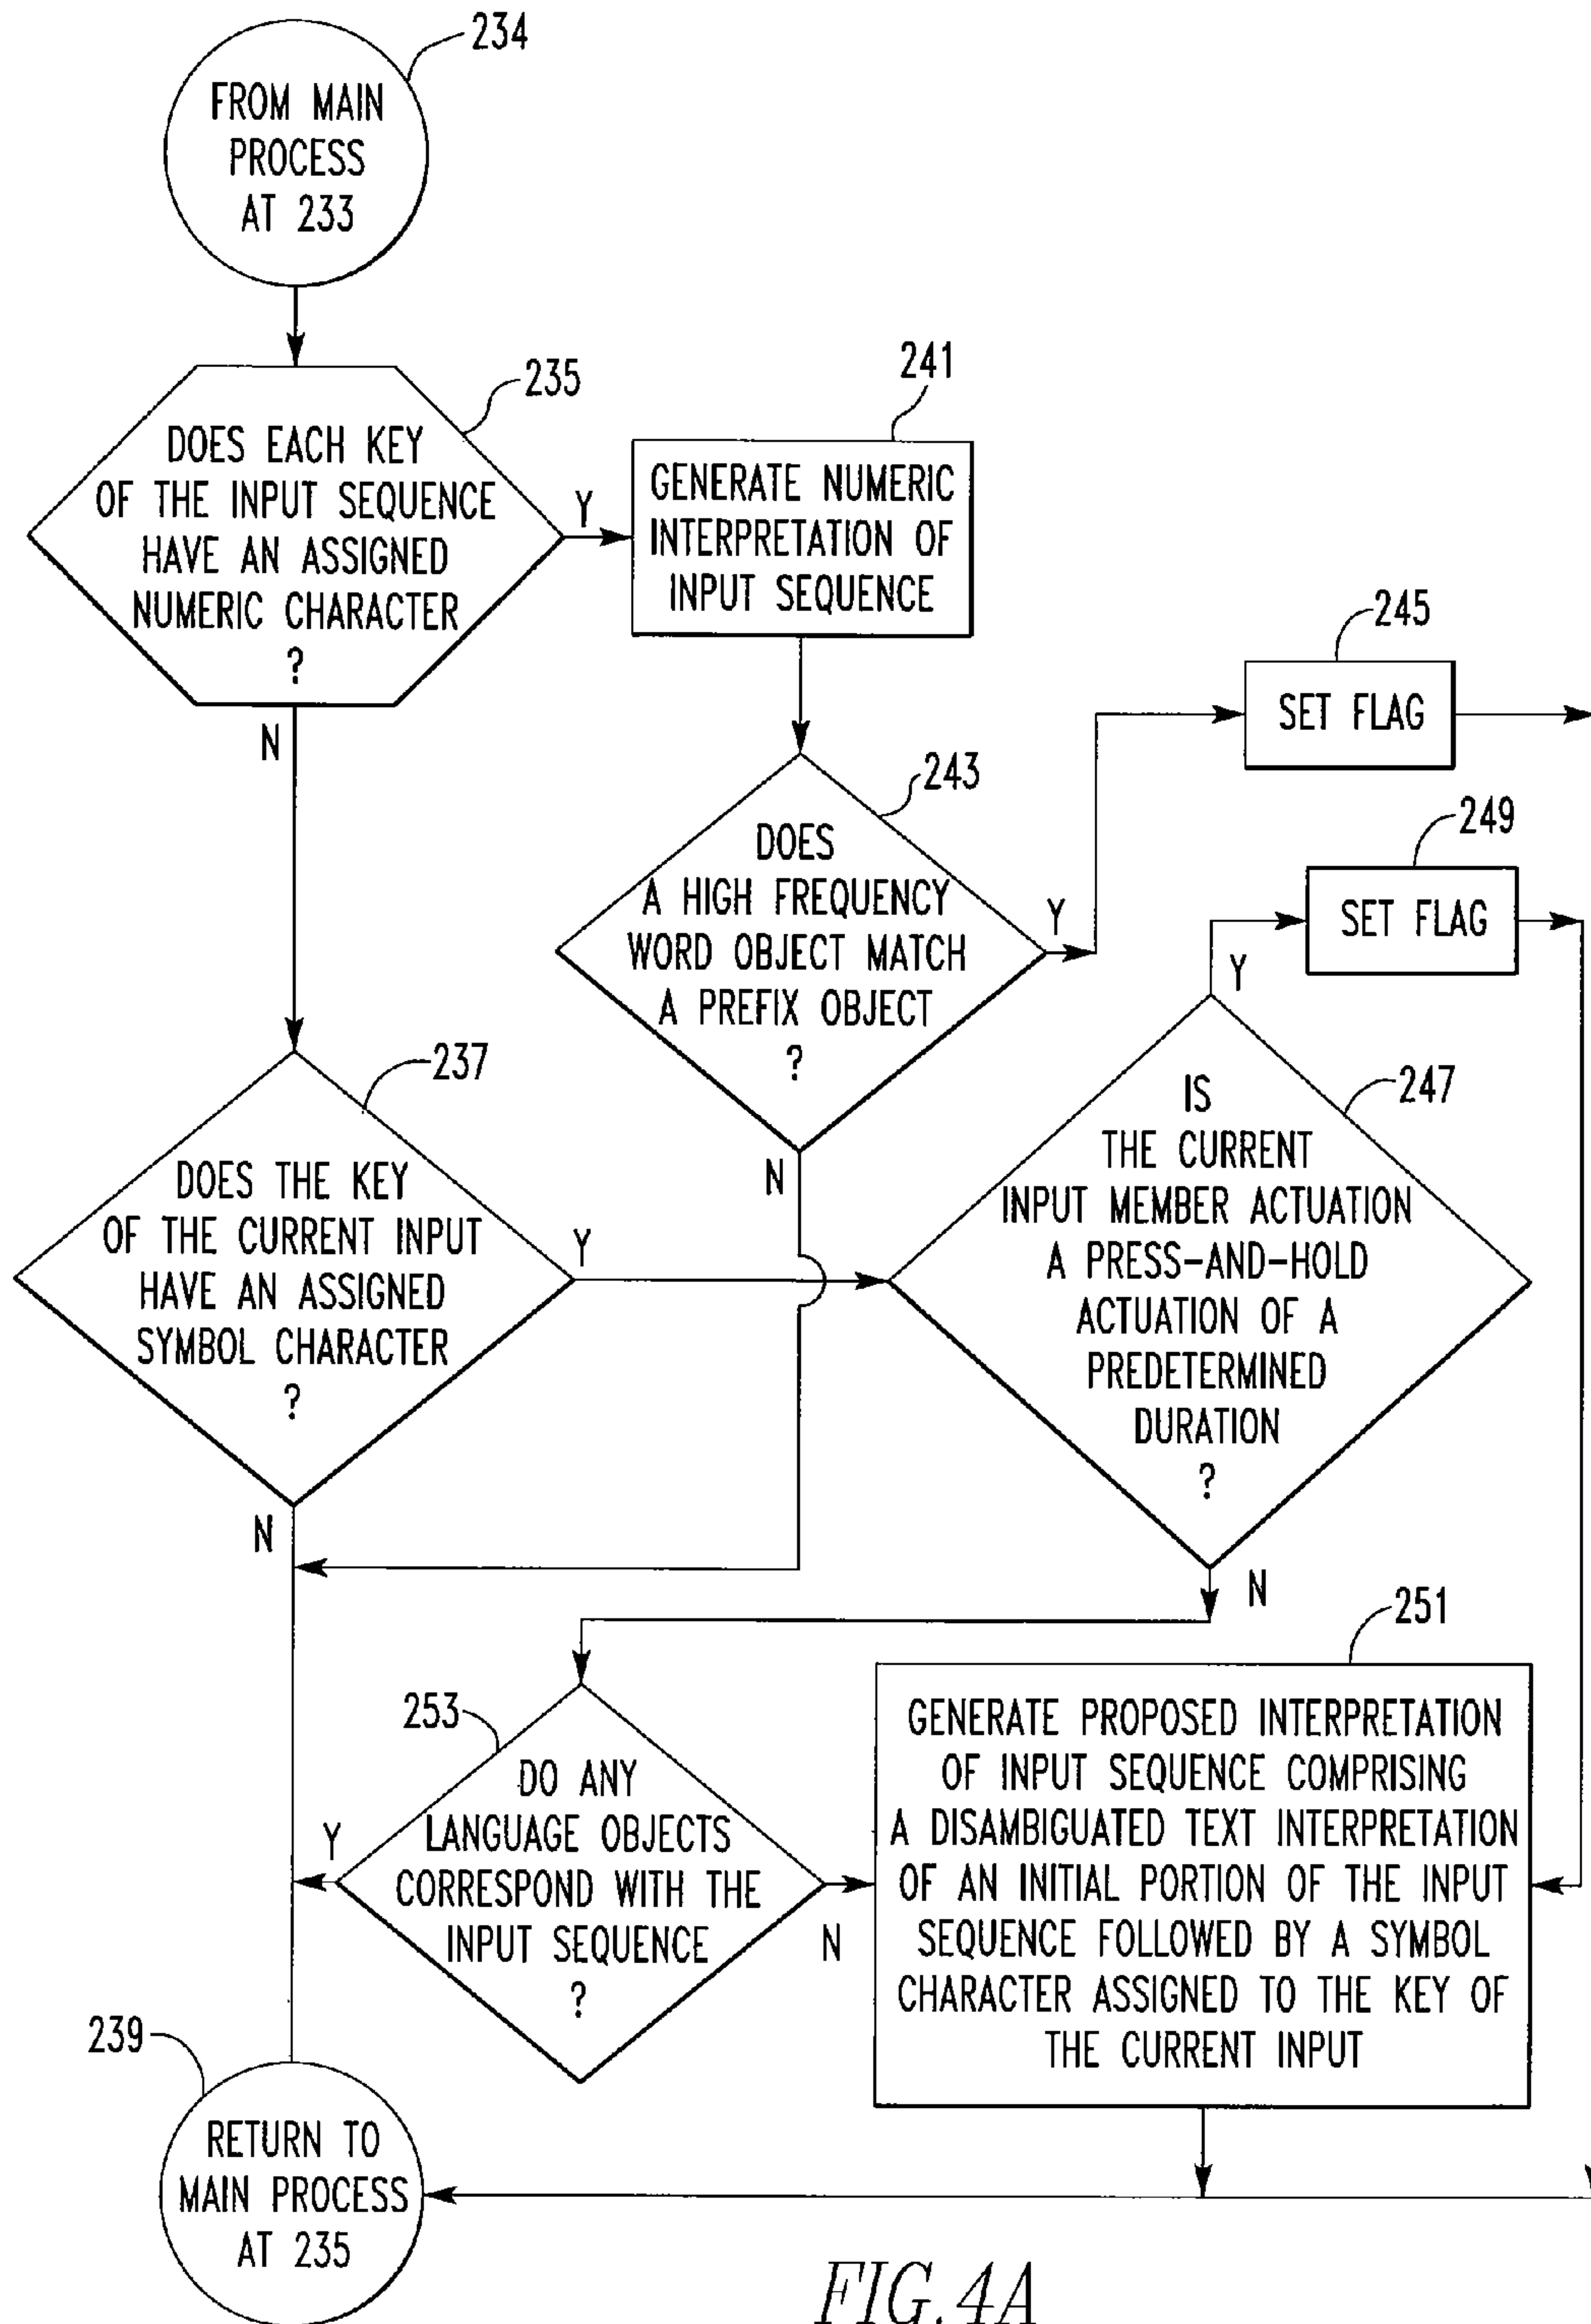 234
FROM MAIN
PROCESS
AT 233
235
DOES EACH KEY
OF THE INPUT SEQUENCE
HAVE AN ASSIGNED
NUMERIC CHARACTER
?
Y
N
241
GENERATE NUMERIC
INTERPRETATION OF
INPUT SEQUENCE
245
SET FLAG
243
DOES
A HIGH FREQUENCY
WORD OBJECT MATCH
A PREFIX OBJECT
?
Y
N
249
SET FLAG
237
DOES THE KEY
OF THE CURRENT INPUT
HAVE AN ASSIGNED
SYMBOL CHARACTER
?
Y
N
247
IS
THE CURRENT
INPUT MEMBER ACTUATION
A PRESS-AND-HOLD
ACTUATION OF A
PREDETERMINED
DURATION
?
Y
N
253
DO ANY
LANGUAGE OBJECTS
CORRESPOND WITH THE
INPUT SEQUENCE
?
Y
N
251
GENERATE PROPOSED INTERPRETATION
OF INPUT SEQUENCE COMPRISING
A DISAMBIGUATED TEXT INTERPRETATION
OF AN INITIAL PORTION OF THE INPUT
SEQUENCE FOLLOWED BY A SYMBOL
CHARACTER ASSIGNED TO THE KEY OF
THE CURRENT INPUT
239
RETURN TO
MAIN PROCESS
AT 235
FIG.4A